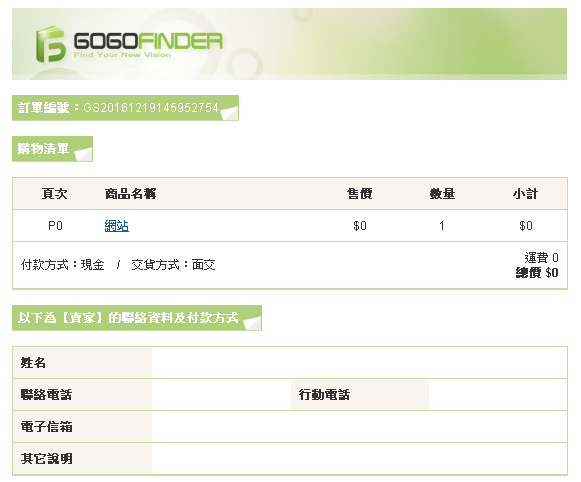 GOGOFINDER
Find Your New Vision
訂單編號：GS20161219145952754
購物清單
頁次 商品名稱 售價 數量 小計
P0 網站 $0 1 $0
付款方式：現金 / 交貨方式：面交
運費 0
總價 $0
以下為【賣家】的聯絡資料及付款方式
姓名
聯絡電話 行動電話
電子信箱
其它說明